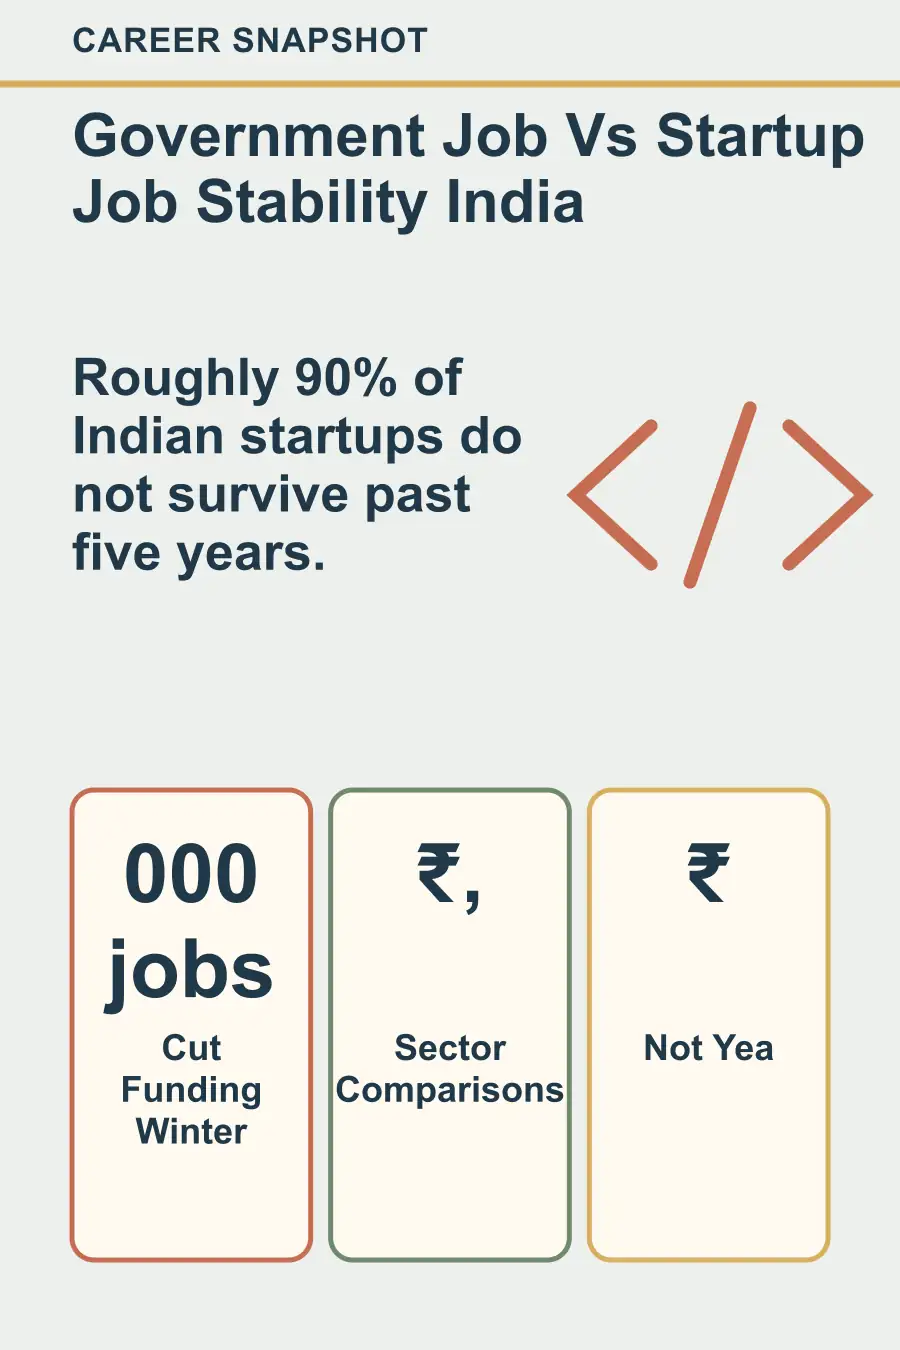 CAREER SNAPSHOT
Government Job Vs Startup
Job Stability India
Roughly 90% of
Indian startups do
not survive past
five years.
</>
000
jobs
Cut
Funding
Winter
₹,
Sector
Comparisons
₹
Not Yea